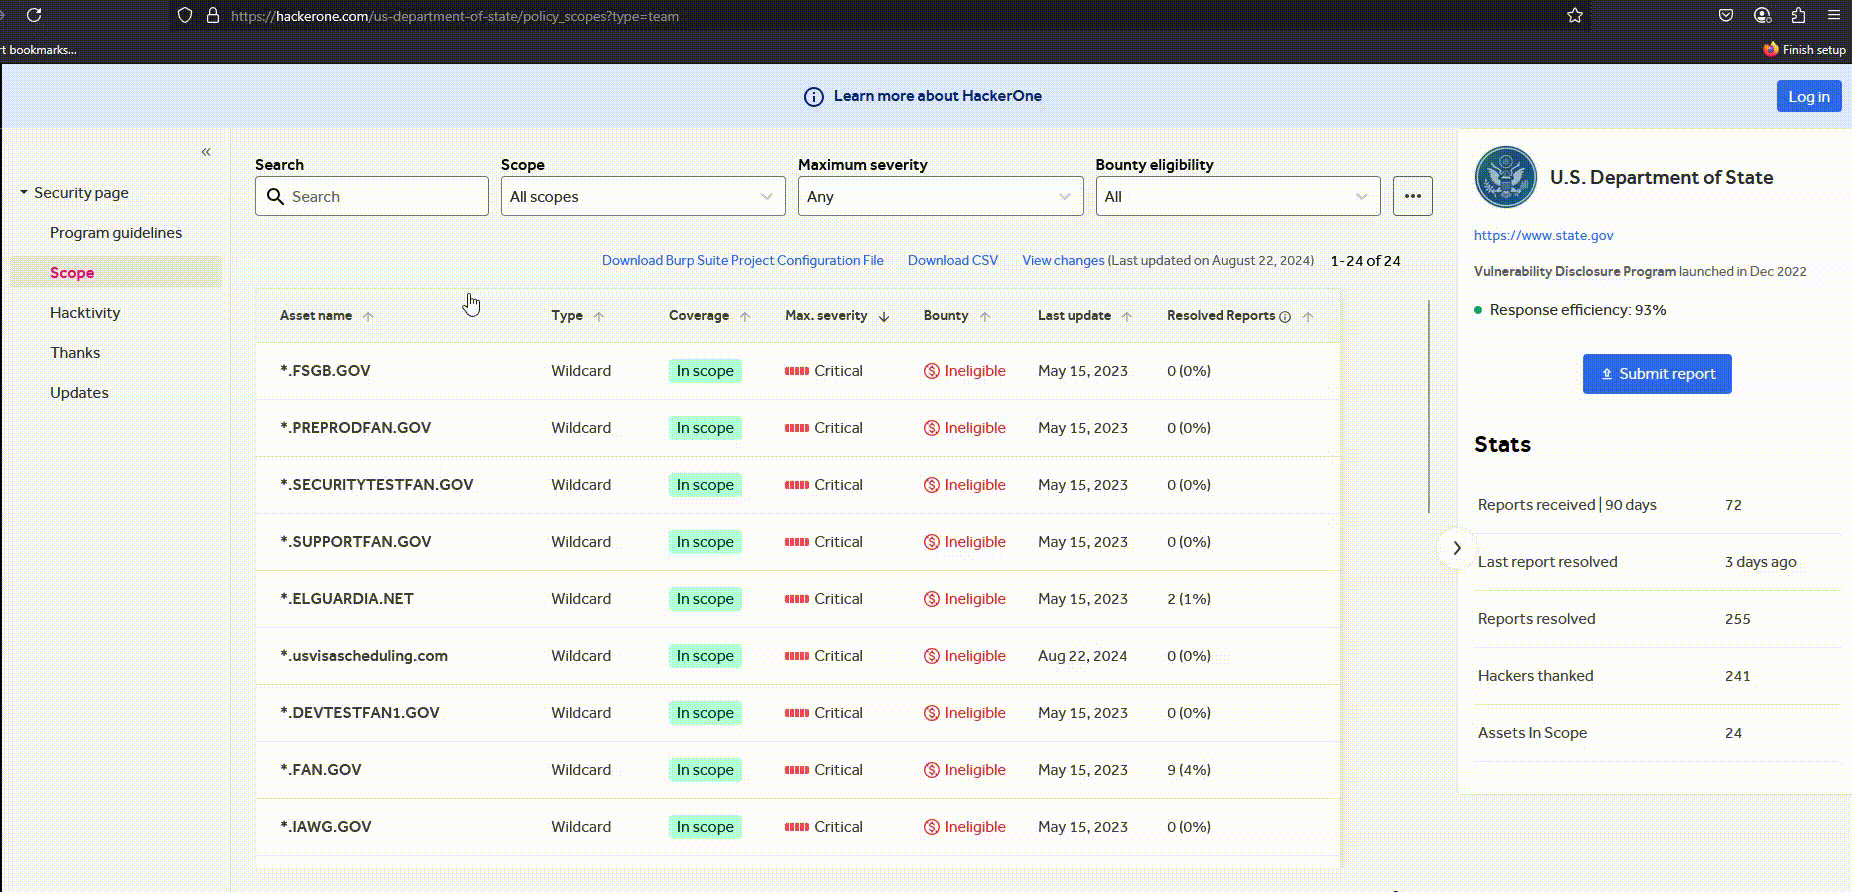 https://hackerone.com/us-department-of-state/policy_scopes?type=team
t bookmarks...
Finish setup
Learn more about HackerOne
Log in
«
Security page
Program guidelines
Scope
Hacktivity
Thanks
Updates
Search Scope Maximum severity Bounty eligibility
Search All scopes Any All ...
Download Burp Suite Project Configuration File Download CSV View changes (Last updated on August 22, 2024) 1-24 of 24
Asset name Type Coverage Max. severity Bounty Last update Resolved Reports
*.FSGB.GOV Wildcard In scope Critical Ineligible May 15, 2023 0 (0%)
*.PREPRODFAN.GOV Wildcard In scope Critical Ineligible May 15, 2023 0 (0%)
*.SECURITYTESTFAN.GOV Wildcard In scope Critical Ineligible May 15, 2023 0 (0%)
*.SUPPORTFAN.GOV Wildcard In scope Critical Ineligible May 15, 2023 0 (0%)
*.ELGUARDIA.NET Wildcard In scope Critical Ineligible May 15, 2023 2 (1%)
*.usvisascheduling.com Wildcard In scope Critical Ineligible Aug 22, 2024 0 (0%)
*.DEVTESTFAN1.GOV Wildcard In scope Critical Ineligible May 15, 2023 0 (0%)
*.FAN.GOV Wildcard In scope Critical Ineligible May 15, 2023 9 (4%)
*.IAWG.GOV Wildcard In scope Critical Ineligible May 15, 2023 0 (0%)
U.S. Department of State
https://www.state.gov
Vulnerability Disclosure Program launched in Dec 2022
Response efficiency: 93%
Submit report
Stats
Reports received | 90 days 72
Last report resolved 3 days ago
Reports resolved 255
Hackers thanked 241
Assets In Scope 24